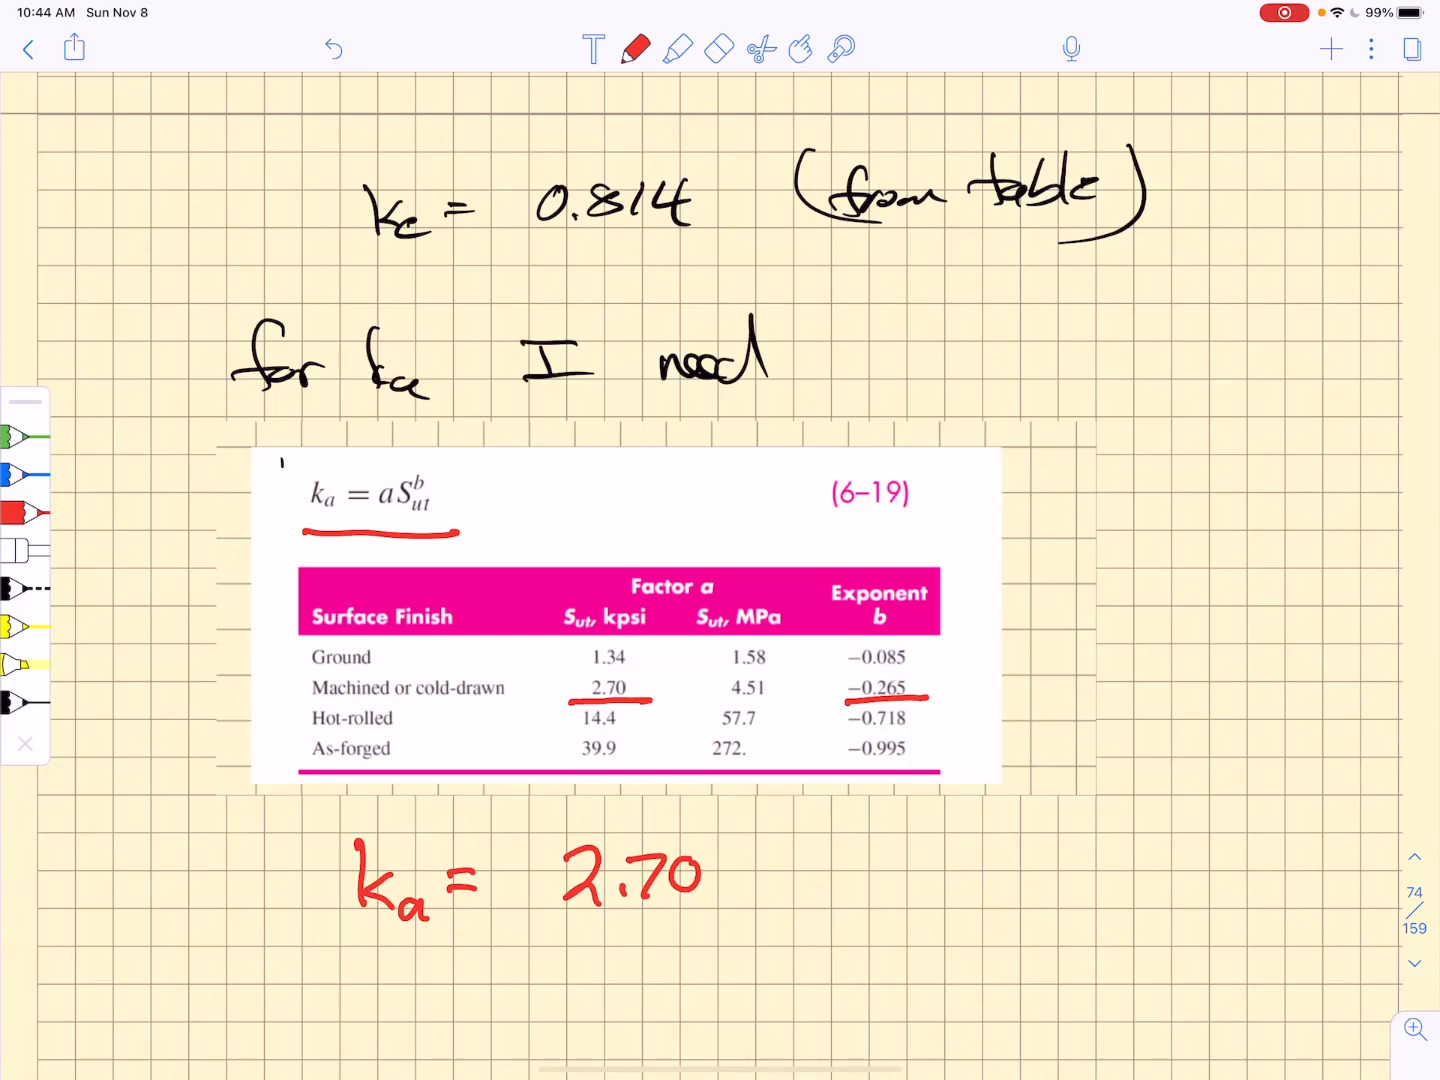 10:44 AM Sun Nov 8
99%
ke = 0.814 (from table)
for ka I need
kₐ = aSᵇᵤₜ (6–19)
Factor a
Exponent
Surface Finish Sᵤₜ, kpsi Sᵤₜ, MPa b
Ground 1.34 1.58 −0.085
Machined or cold-drawn 2.70 4.51 −0.265
Hot-rolled 14.4 57.7 −0.718
As-forged 39.9 272. −0.995
ka = 2.70
74
/
159